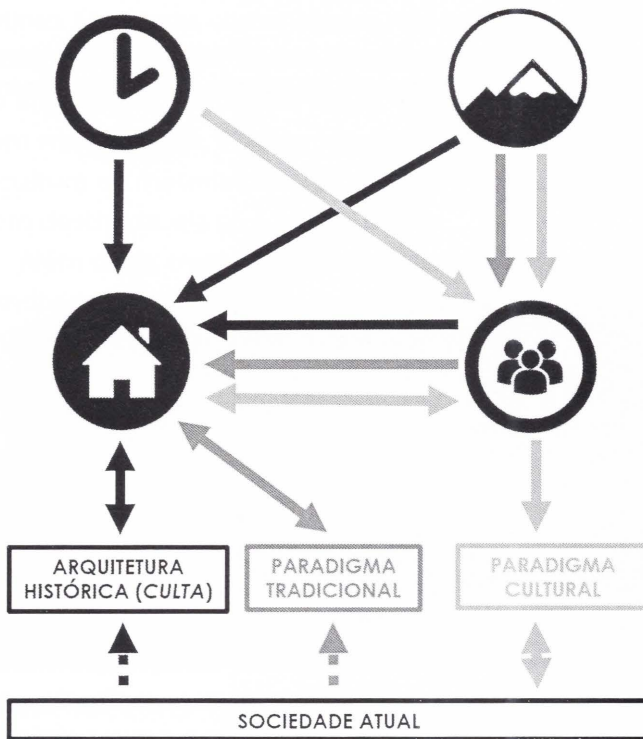 ARQUITETURA
HISTÓRICA (CULTA)
PARADIGMA
TRADICIONAL
PARADIGMA
CULTURAL
SOCIEDADE ATUAL